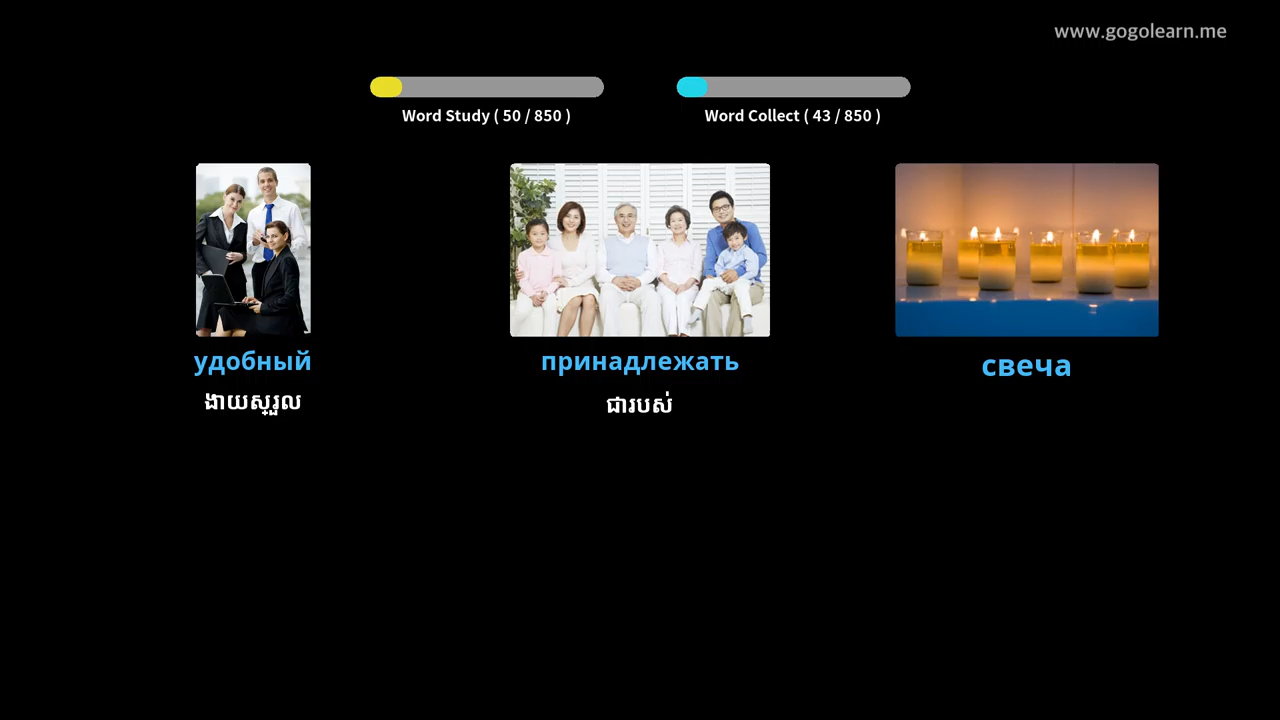 www.gogolearn.me
Word Study ( 50 / 850 )
Word Collect ( 43 / 850 )
удобный
ងាយស្រួល
принадлежать
ជារបស់
свеча